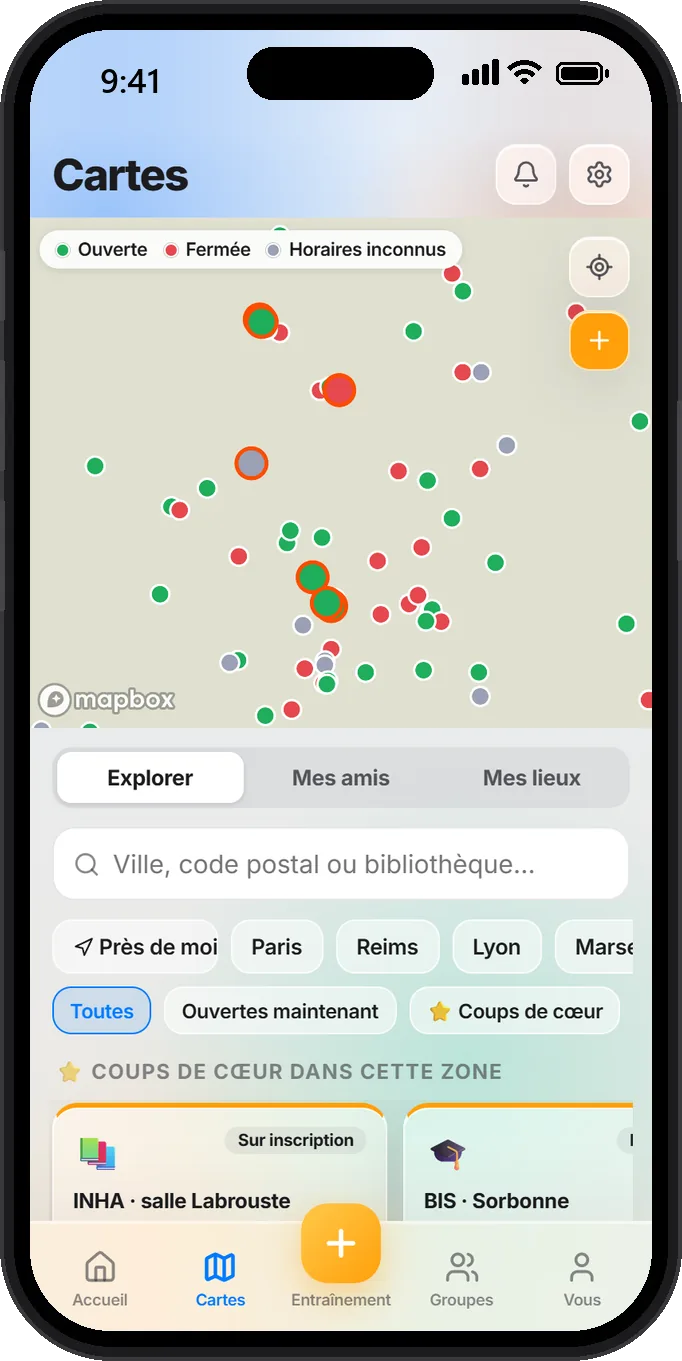 9:41
Cartes
Ouverte Fermée Horaires inconnus
mapbox
Explorer Mes amis Mes lieux
Ville, code postal ou bibliothèque...
Près de moi Paris Reims Lyon Marse
Toutes Ouvertes maintenant Coups de cœur
COUPS DE CŒUR DANS CETTE ZONE
Sur inscription
INHA · salle Labrouste BIS · Sorbonne
Accueil Cartes Entraînement Groupes Vous